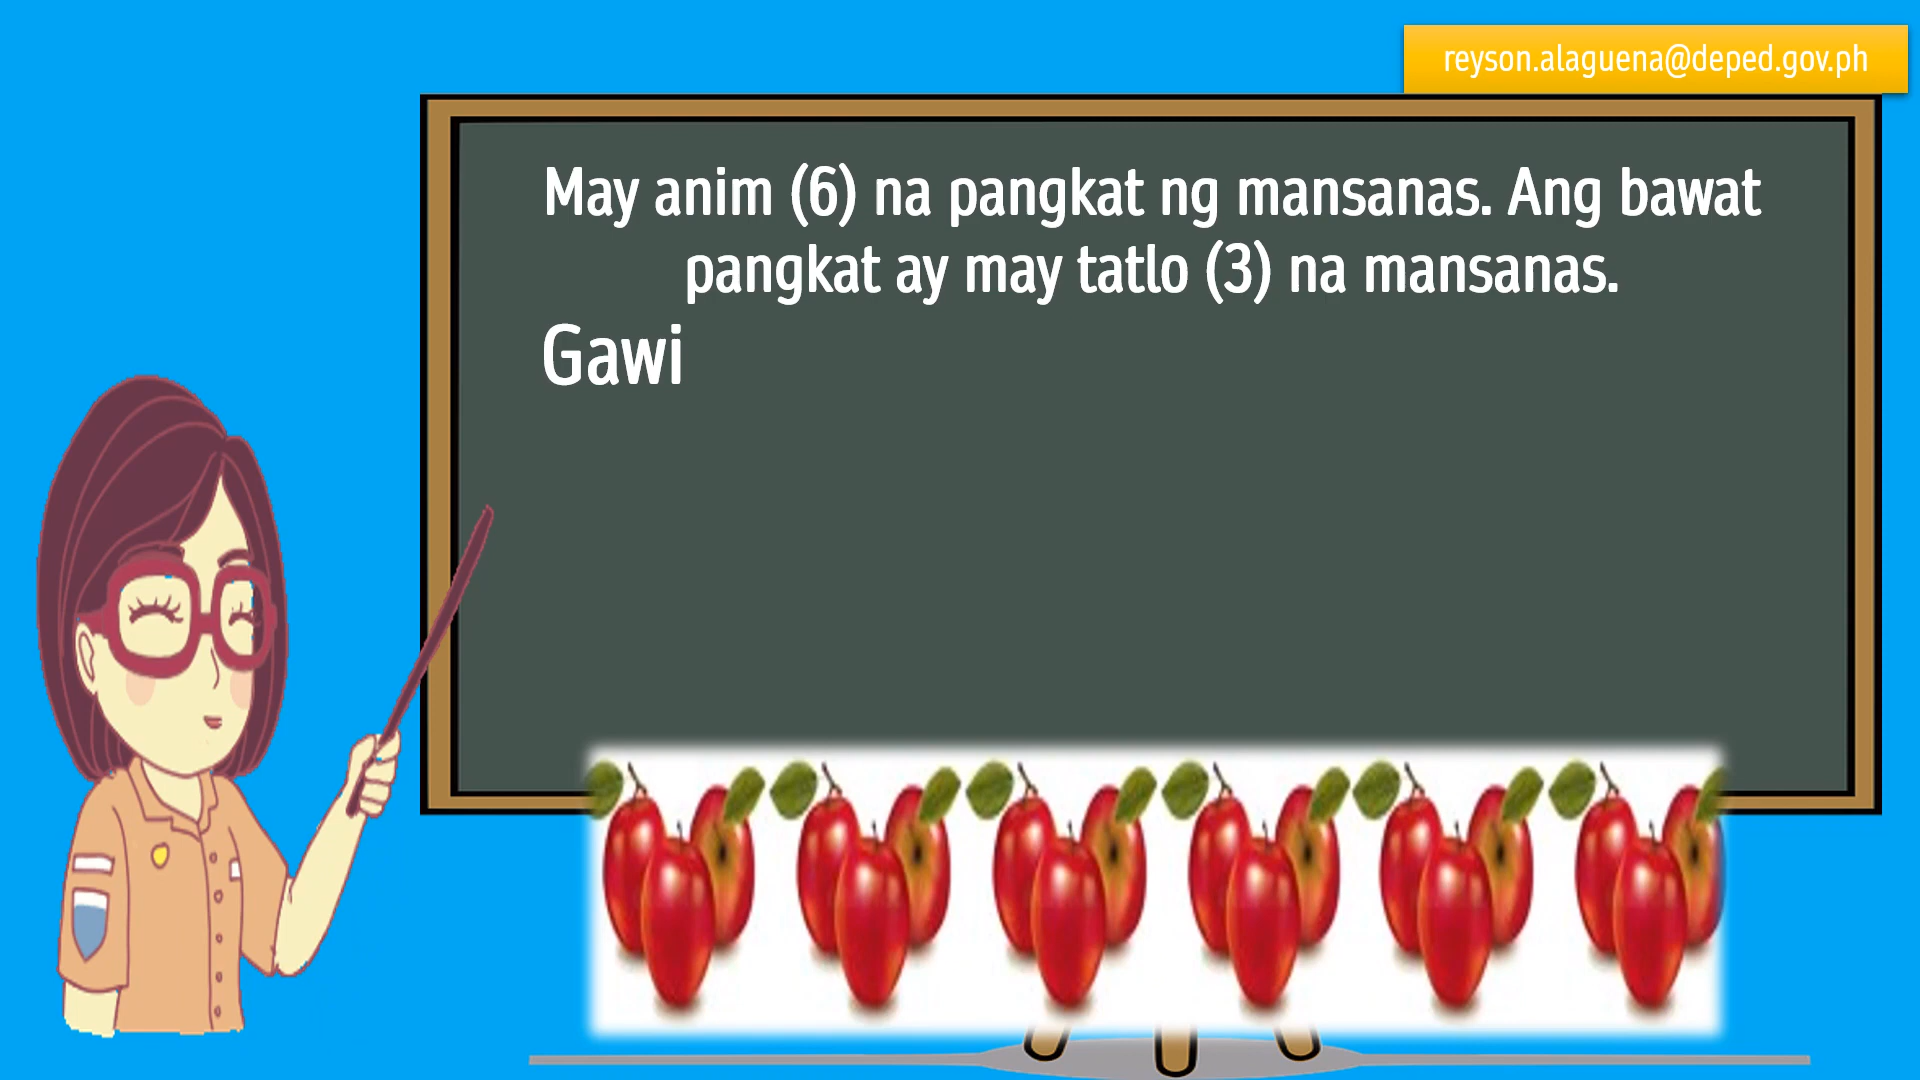 reyson.alaguena@deped.gov.ph
May anim (6) na pangkat ng mansanas. Ang bawat
pangkat ay may tatlo (3) na mansanas.
Gawi